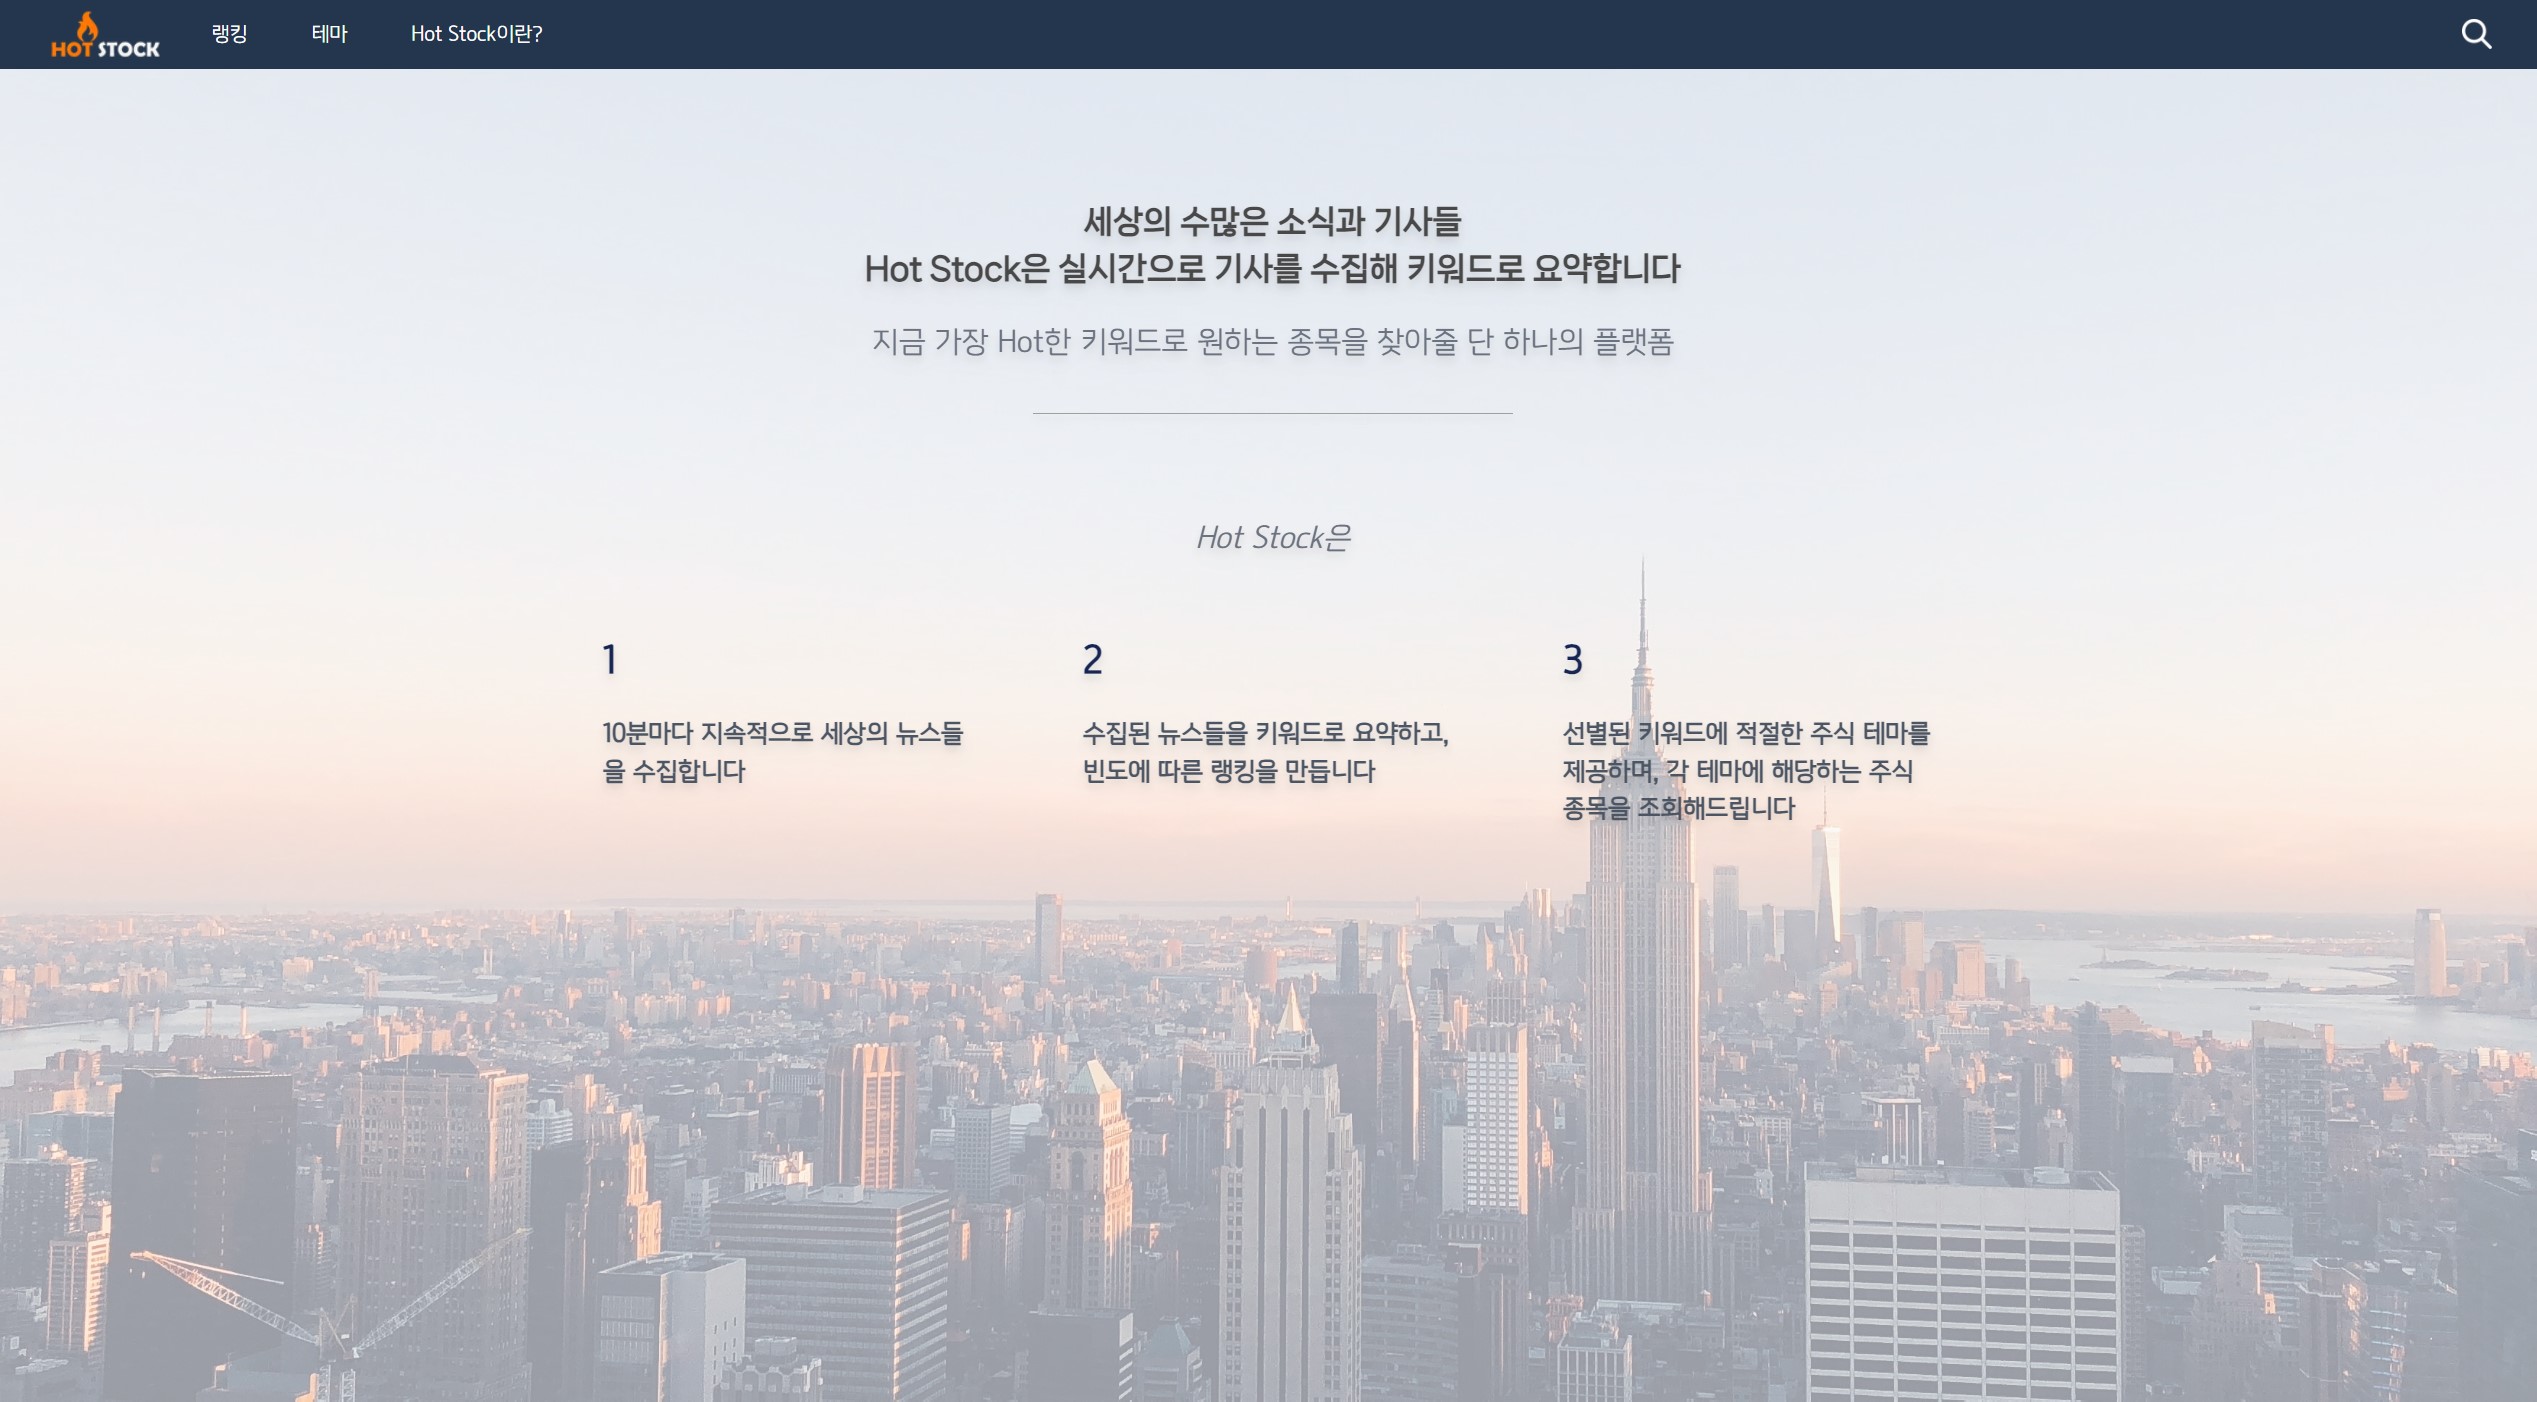 HOT STOCK
랭킹
테마
Hot Stock이란?
세상의 수많은 소식과 기사들
Hot Stock은 실시간으로 기사를 수집해 키워드로 요약합니다
지금 가장 Hot한 키워드로 원하는 종목을 찾아줄 단 하나의 플랫폼
Hot Stock은
1
10분마다 지속적으로 세상의 뉴스들
을 수집합니다
2
수집된 뉴스들을 키워드로 요약하고,
빈도에 따른 랭킹을 만듭니다
3
선별된 키워드에 적절한 주식 테마를
제공하며, 각 테마에 해당하는 주식
종목을 조회해드립니다